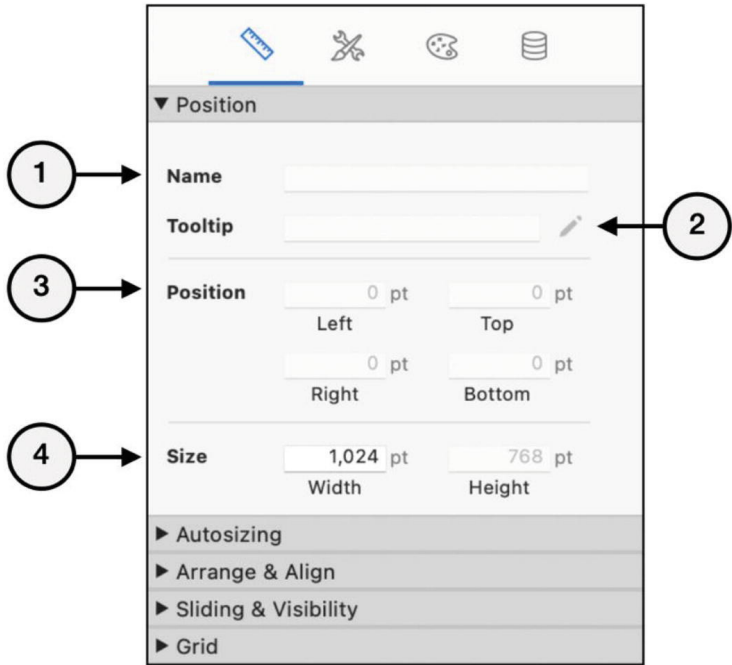 ▼ Position
1 Name
Tooltip 2
3 Position 0 pt 0 pt
Left Top
0 pt 0 pt
Right Bottom
4 Size 1,024 pt 768 pt
Width Height
▶ Autosizing
▶ Arrange & Align
▶ Sliding & Visibility
▶ Grid